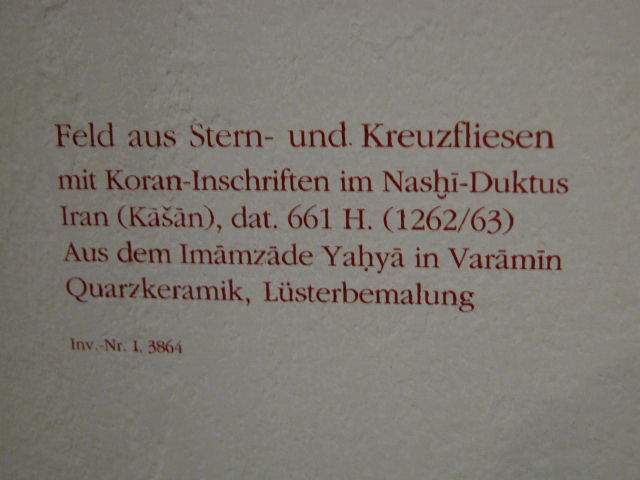 Feld aus Stern- und Kreuzfliesen
mit Koran-Inschriften im Nasḫī-Duktus
Iran (Kāšān), dat. 661 H. (1262/63)
Aus dem Imāmzāde Yaḥyā in Varāmīn
Quarzkeramik, Lüsterbemalung
Inv.-Nr. I. 3864